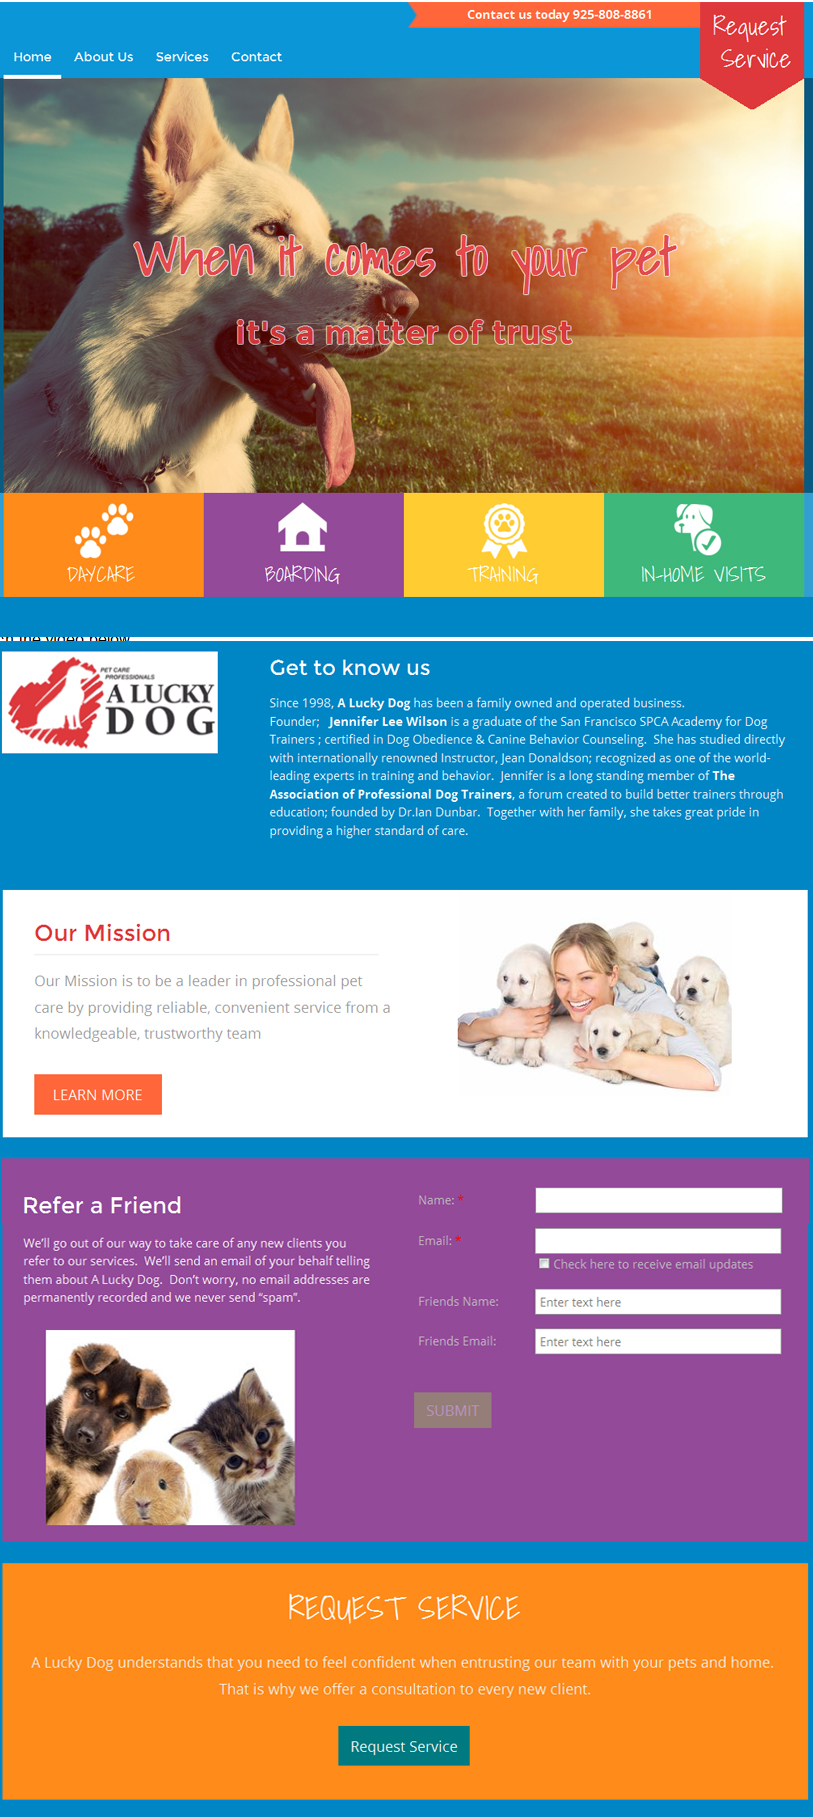 Contact us today 925-808-8861
Request
Service
Home About Us Services Contact
When it comes to your pet
it's a matter of trust
DAYCARE BOARDING TRAINING IN-HOME VISITS
the video below
PET CARE
PROFESSIONALS
A LUCKY
DOG
Get to know us
Since 1998, A Lucky Dog has been a family owned and operated business.
Founder; Jennifer Lee Wilson is a graduate of the San Francisco SPCA Academy for Dog
Trainers ; certified in Dog Obedience & Canine Behavior Counseling. She has studied directly
with internationally renowned Instructor, Jean Donaldson; recognized as one of the world-
leading experts in training and behavior. Jennifer is a long standing member of The
Association of Professional Dog Trainers, a forum created to build better trainers through
education; founded by Dr.Ian Dunbar. Together with her family, she takes great pride in
providing a higher standard of care.
Our Mission
Our Mission is to be a leader in professional pet
care by providing reliable, convenient service from a
knowledgeable, trustworthy team
LEARN MORE
Refer a Friend
We'll go out of our way to take care of any new clients you
refer to our services. We'll send an email of your behalf telling
them about A Lucky Dog. Don't worry, no email addresses are
permanently recorded and we never send “spam”.
Name: *
Email: *
Check here to receive email updates
Friends Name: Enter text here
Friends Email: Enter text here
SUBMIT
REQUEST SERVICE
A Lucky Dog understands that you need to feel confident when entrusting our team with your pets and home.
That is why we offer a consultation to every new client.
Request Service